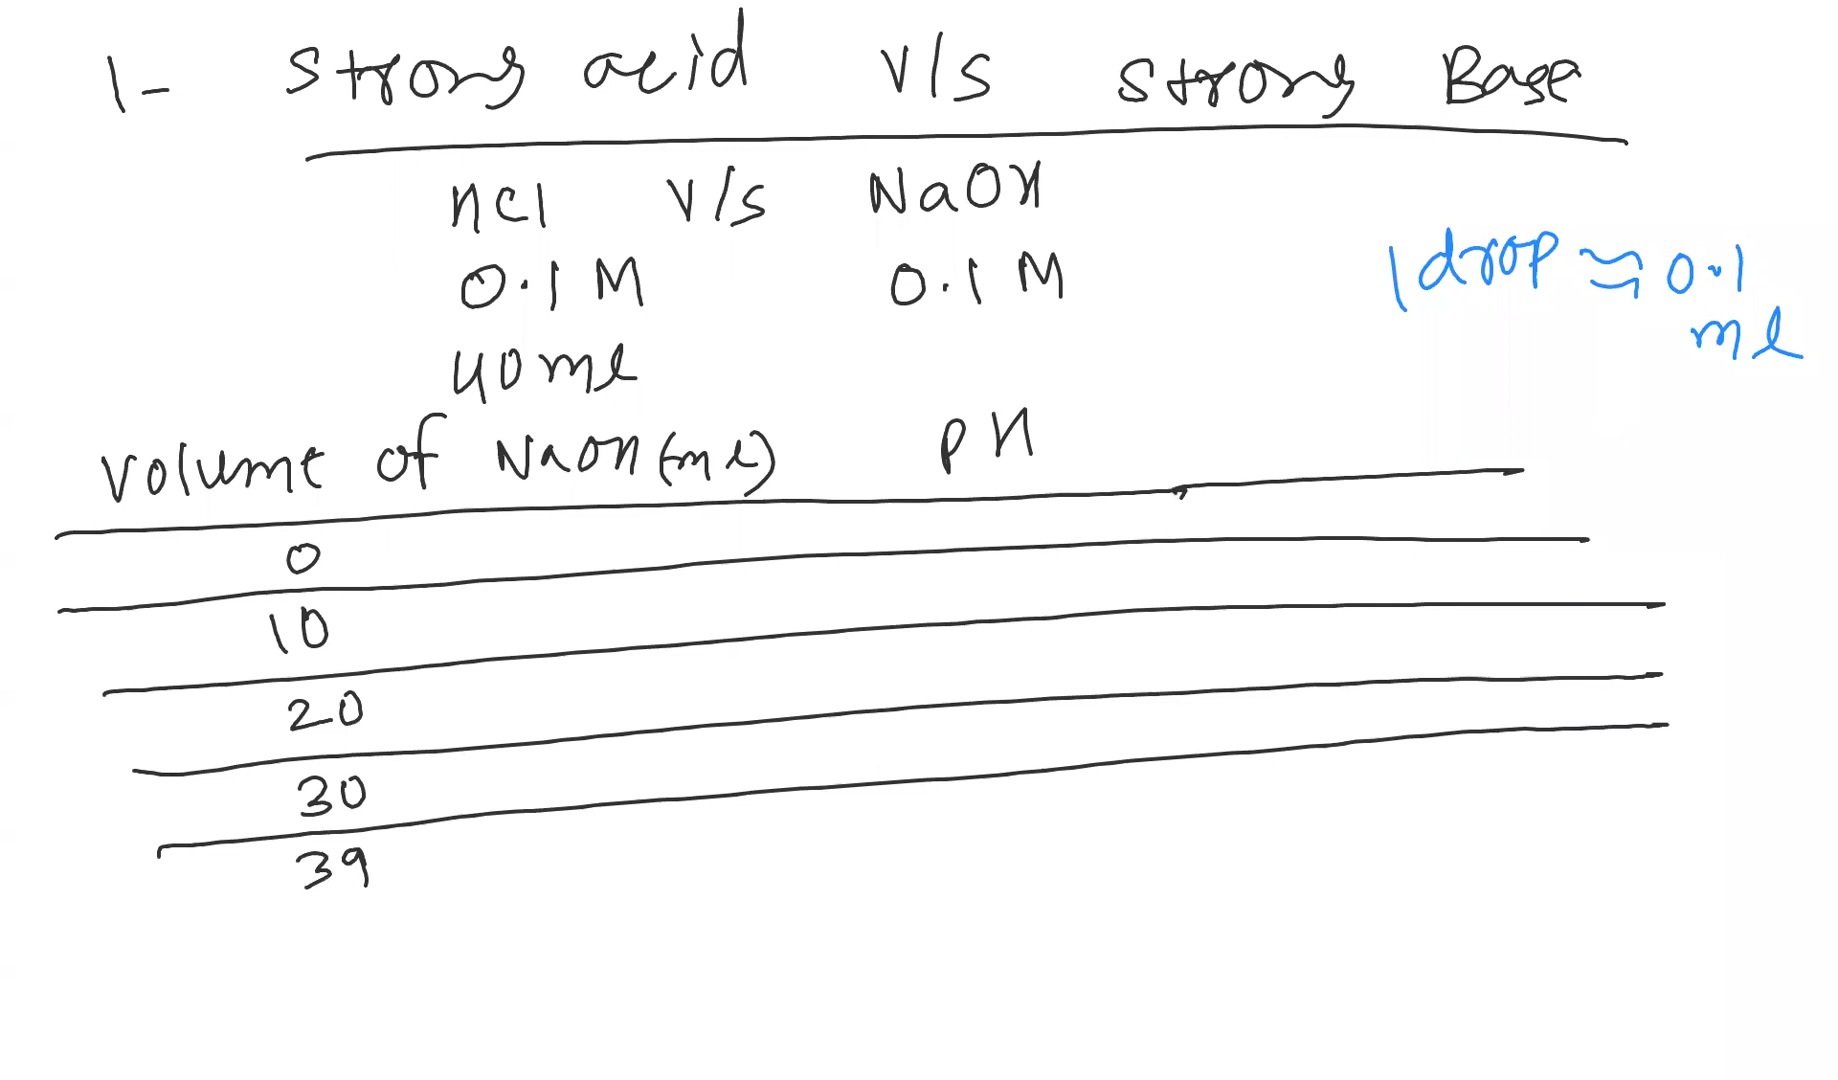 1- Strong acid v/s Strong Base
HCl v/s NaOH
0.1 M 0.1 M
40 ml
1 drop ≈ 0.1 ml
Volume of NaOH (ml) pH
0
10
20
30
39